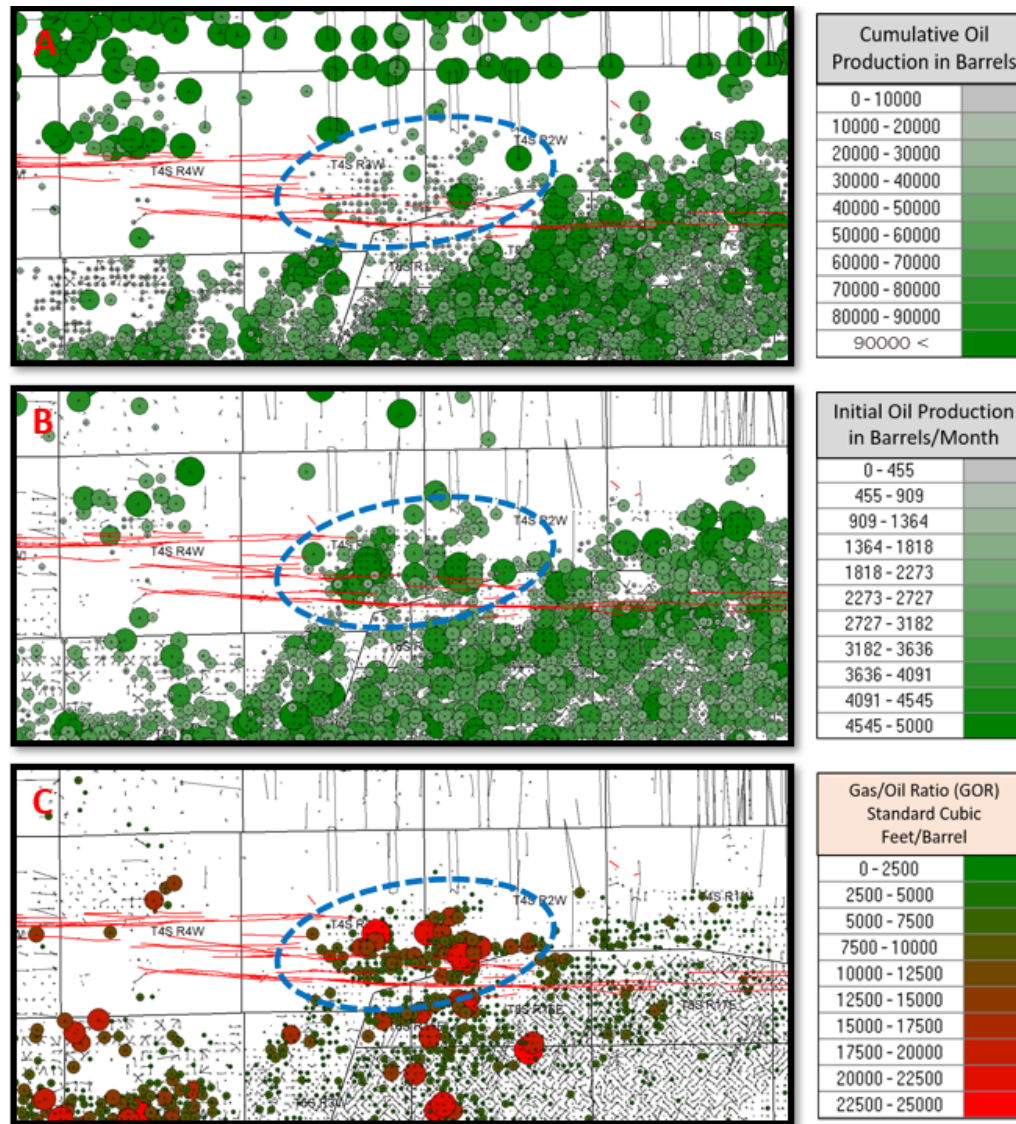 A
T4S R2W
T4S R3W
T4S R4W
Cumulative Oil
Production in Barrels
0 - 10000
10000 - 20000
20000 - 30000
30000 - 40000
40000 - 50000
50000 - 60000
60000 - 70000
70000 - 80000
80000 - 90000
90000 <
B
T4S R2W
T4S R4W
Initial Oil Production
in Barrels/Month
0 - 455
455 - 909
909 - 1364
1364 - 1818
1818 - 2273
2273 - 2727
2727 - 3182
3182 - 3636
3636 - 4091
4091 - 4545
4545 - 5000
C
T4S R2W
T4S R4W
Gas/Oil Ratio (GOR)
Standard Cubic
Feet/Barrel
0 - 2500
2500 - 5000
5000 - 7500
7500 - 10000
10000 - 12500
12500 - 15000
15000 - 17500
17500 - 20000
20000 - 22500
22500 - 25000